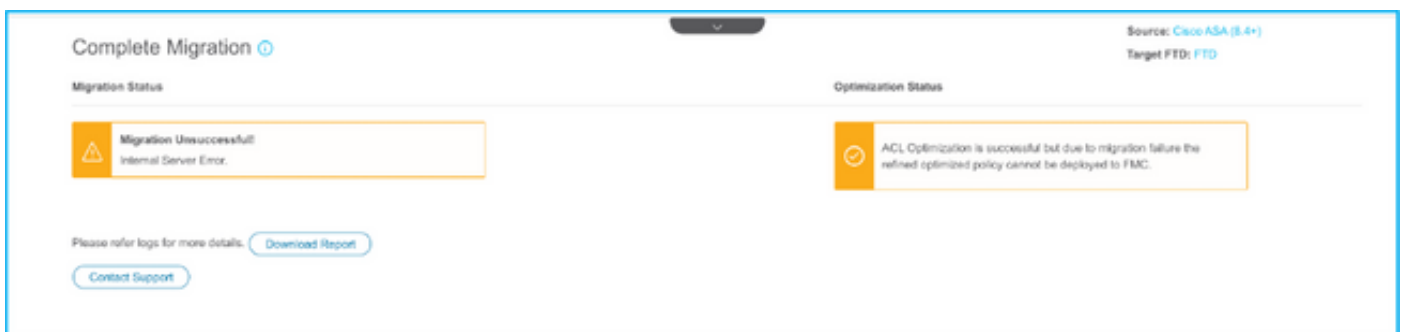 Complete Migration
Source: Cisco ASA (8.4+)
Target FTD: FTD
Migration Status
Optimization Status
Migration Unsuccessful!
Internal Server Error.
ACL Optimization is successful but due to migration failure the
refined optimized policy cannot be deployed to FMC.
Please refer logs for more details. Download Report
Contact Support